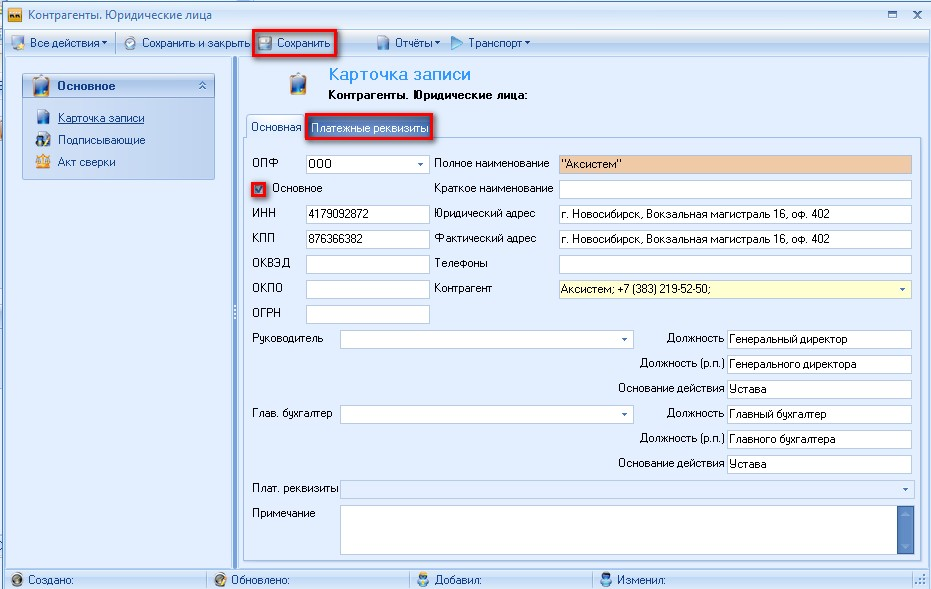 Контрагенты. Юридические лица
Все действия Сохранить и закрыть Сохранить Отчёты Транспорт
Основное
Карточка записи
Подписывающие
Акт сверки
Карточка записи
Контрагенты. Юридические лица:
Основная Платежные реквизиты
ОПФ ООО Полное наименование "Аксистем"
Основное Краткое наименование
ИНН 4179092872 Юридический адрес г. Новосибирск, Вокзальная магистраль 16, оф. 402
КПП 876366382 Фактический адрес г. Новосибирск, Вокзальная магистраль 16, оф. 402
ОКВЭД Телефоны
ОКПО Контрагент Аксистем; +7 (383) 219-52-50;
ОГРН
Руководитель Должность Генеральный директор
Должность (р.п.) Генерального директора
Основание действия Устава
Глав. бухгалтер Должность Главный бухгалтер
Должность (р.п.) Главного бухгалтера
Основание действия Устава
Плат. реквизиты
Примечание
Создано: Обновлено: Добавил: Изменил: